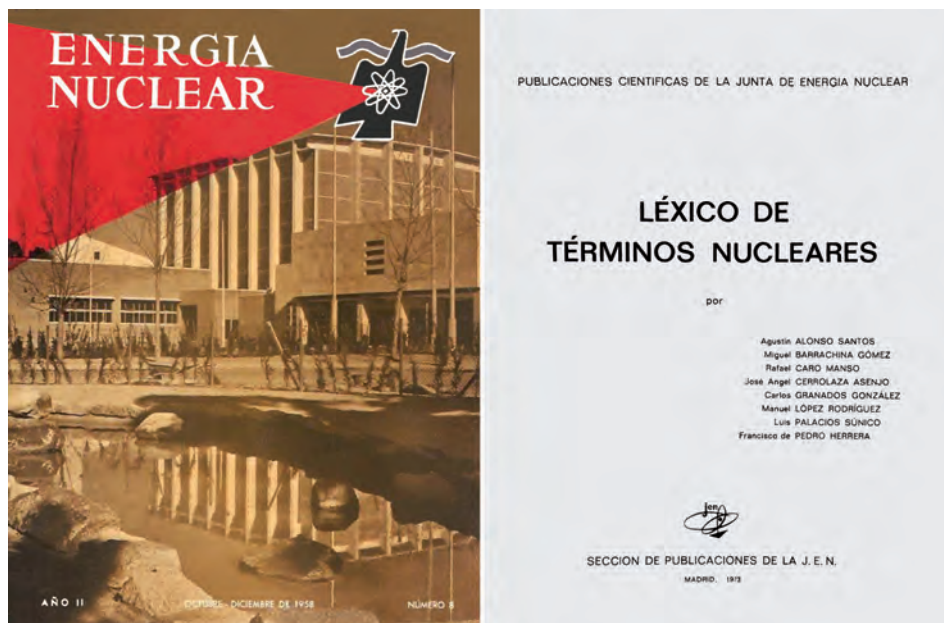 ENERGIA
NUCLEAR
AÑO II
OCTUBRE - DICIEMBRE DE 1958
NÚMERO 8
PUBLICACIONES CIENTIFICAS DE LA JUNTA DE ENERGIA NUCLEAR
LÉXICO DE
TÉRMINOS NUCLEARES
por
Agustín ALONSO SANTOS
Miguel BARRACHINA GÓMEZ
Rafael CARO MANSO
José Angel CERROLAZA ASENJO
Carlos GRANADOS GONZÁLEZ
Manuel LÓPEZ RODRÍGUEZ
Luis PALACIOS SÚNICO
Francisco de PEDRO HERRERA
jen
SECCION DE PUBLICACIONES DE LA J. E. N.
MADRID, 1973